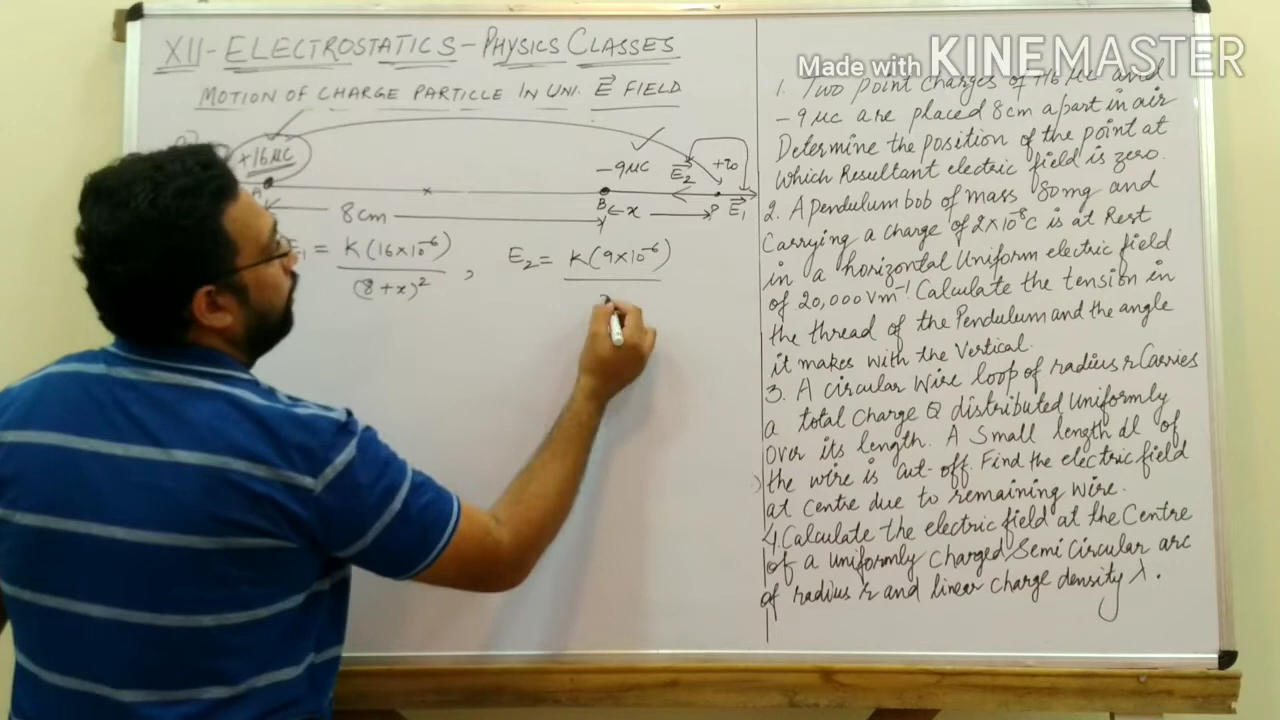 XII-ELECTROSTATICS-PHYSICS CLASSES
MOTION OF CHARGE PARTICLE IN UNI. E⃗ FIELD
+16μC
-9μC
E⃗2
+q0
A
B
P
E⃗1
8cm
x
E1 = K(16×10⁻⁶)
(8+x)²
,
E2 = K(9×10⁻⁶)
Made with KINEMASTER
1. Two point charges of +16 μc and
-9μc are placed 8cm apart in air
Determine the position of the point at
which Resultant electric field is zero.
2. A pendulum bob of mass 80mg and
Carrying a charge of 2×10⁻⁸C is at Rest
in a horizontal Uniform electric field
of 20,000 Vm⁻¹. Calculate the tension in
the thread of the Pendulum and the angle
it makes with the Vertical.
3. A circular wire loop of radius r Carries
a total charge Q distributed Uniformly
over its length. A Small length dl of
the wire is cut-off. Find the electric field
at centre due to remaining wire.
4. Calculate the electric field at the Centre
of a uniformly Charged Semi Circular arc
of radius r and linear charge density λ.